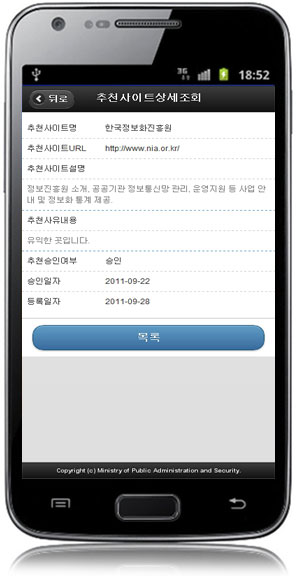 3G 18:52
뒤로 추천사이트상세조회
추천사이트명 한국정보화진흥원
추천사이트URL http://www.nia.or.kr/
추천사이트설명
정보진흥원 소개, 공공기관 정보통신망 관리, 운영지원 등 사업 안
내 및 정보화 통계 제공.
추천사유내용
유익한 곳입니다.
추천승인여부 승인
승인일자 2011-09-22
등록일자 2011-09-28
목록
Copyright (c) Ministry of Public Administration and Security.